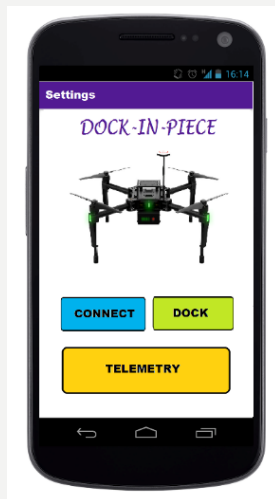 16:14
Settings
DOCK-IN-PIECE
CONNECT DOCK
TELEMETRY